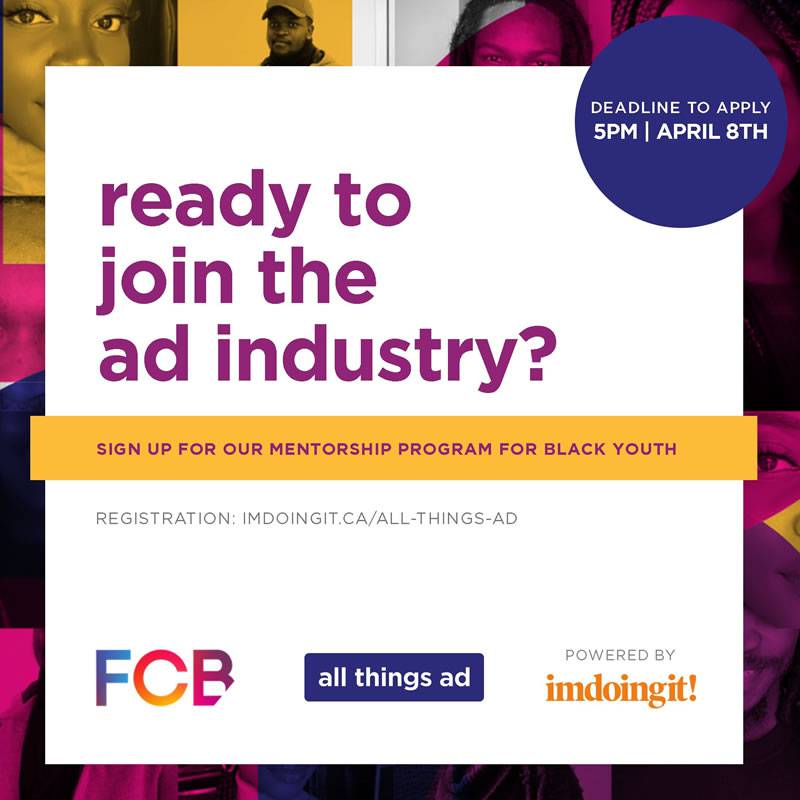 DEADLINE TO APPLY
5PM | APRIL 8TH
ready to
join the
ad industry?
SIGN UP FOR OUR MENTORSHIP PROGRAM FOR BLACK YOUTH
REGISTRATION: IMDOINGIT.CA/ALL-THINGS-AD
FCB
all things ad
POWERED BY
imdoingit!